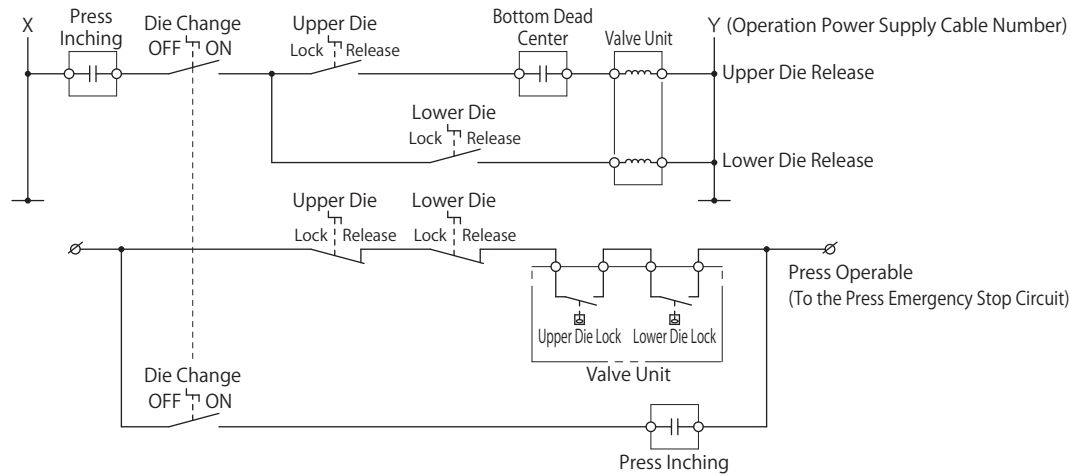 X
Press
Inching
Die Change
OFF ON
Upper Die
Lock Release
Bottom Dead
Center
Valve Unit
Y (Operation Power Supply Cable Number)
Upper Die Release
Lower Die
Lock Release
Lower Die Release
Upper Die
Lock Release
Lower Die
Lock Release
Press Operable
(To the Press Emergency Stop Circuit)
Upper Die Lock
Lower Die Lock
Valve Unit
Die Change
OFF ON
Press Inching